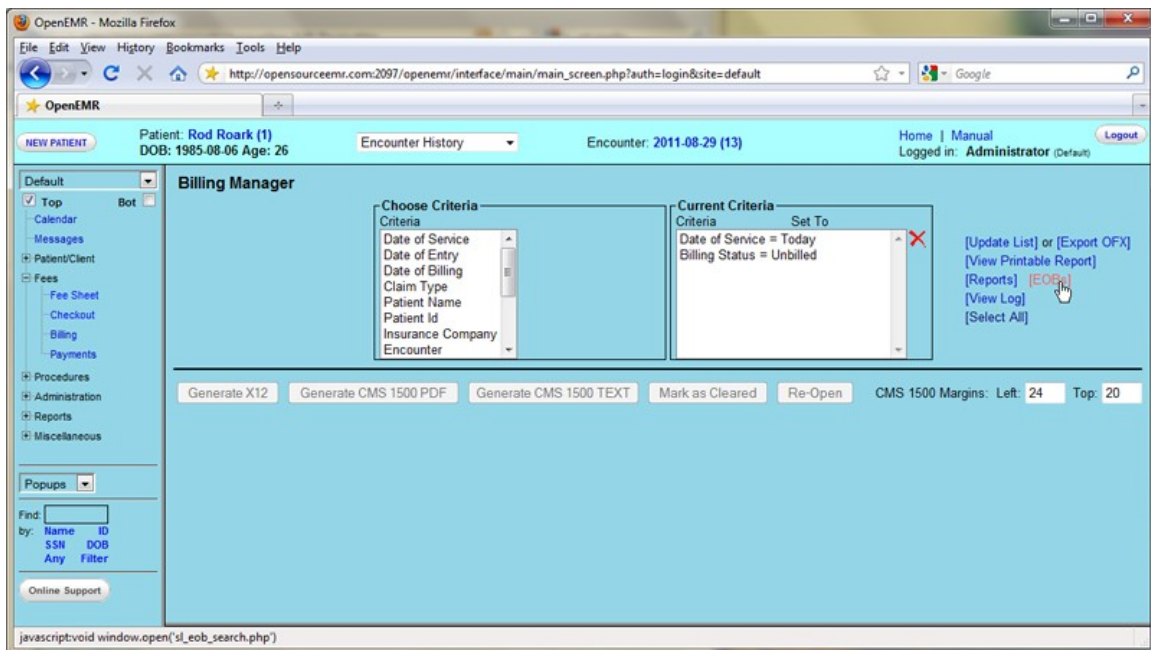 OpenEMR - Mozilla Firefox
File Edit View History Bookmarks Tools Help
http://opensourceemr.com:2097/openemr/interface/main/main_screen.php?auth=login&site=default
Google
OpenEMR
NEW PATIENT
Patient: Rod Roark (1)
DOB: 1985-08-06 Age: 26
Encounter History
Encounter: 2011-08-29 (13)
Home | Manual
Logged in: Administrator (Default)
Logout
Default
Top Bot
Calendar
Messages
Patient/Client
Fees
Fee Sheet
Checkout
Billing
Payments
Procedures
Administration
Reports
Miscellaneous
Popups
Find:
by: Name ID
SSN DOB
Any Filter
Online Support
Billing Manager
Choose Criteria
Criteria
Date of Service
Date of Entry
Date of Billing
Claim Type
Patient Name
Patient Id
Insurance Company
Encounter
Current Criteria
Criteria Set To
Date of Service = Today
Billing Status = Unbilled
[Update List] or [Export OFX]
[View Printable Report]
[Reports] [EOBs]
[View Log]
[Select All]
Generate X12 Generate CMS 1500 PDF Generate CMS 1500 TEXT Mark as Cleared Re-Open CMS 1500 Margins: Left: 24 Top: 20
javascript:void window.open('sl_eob_search.php')